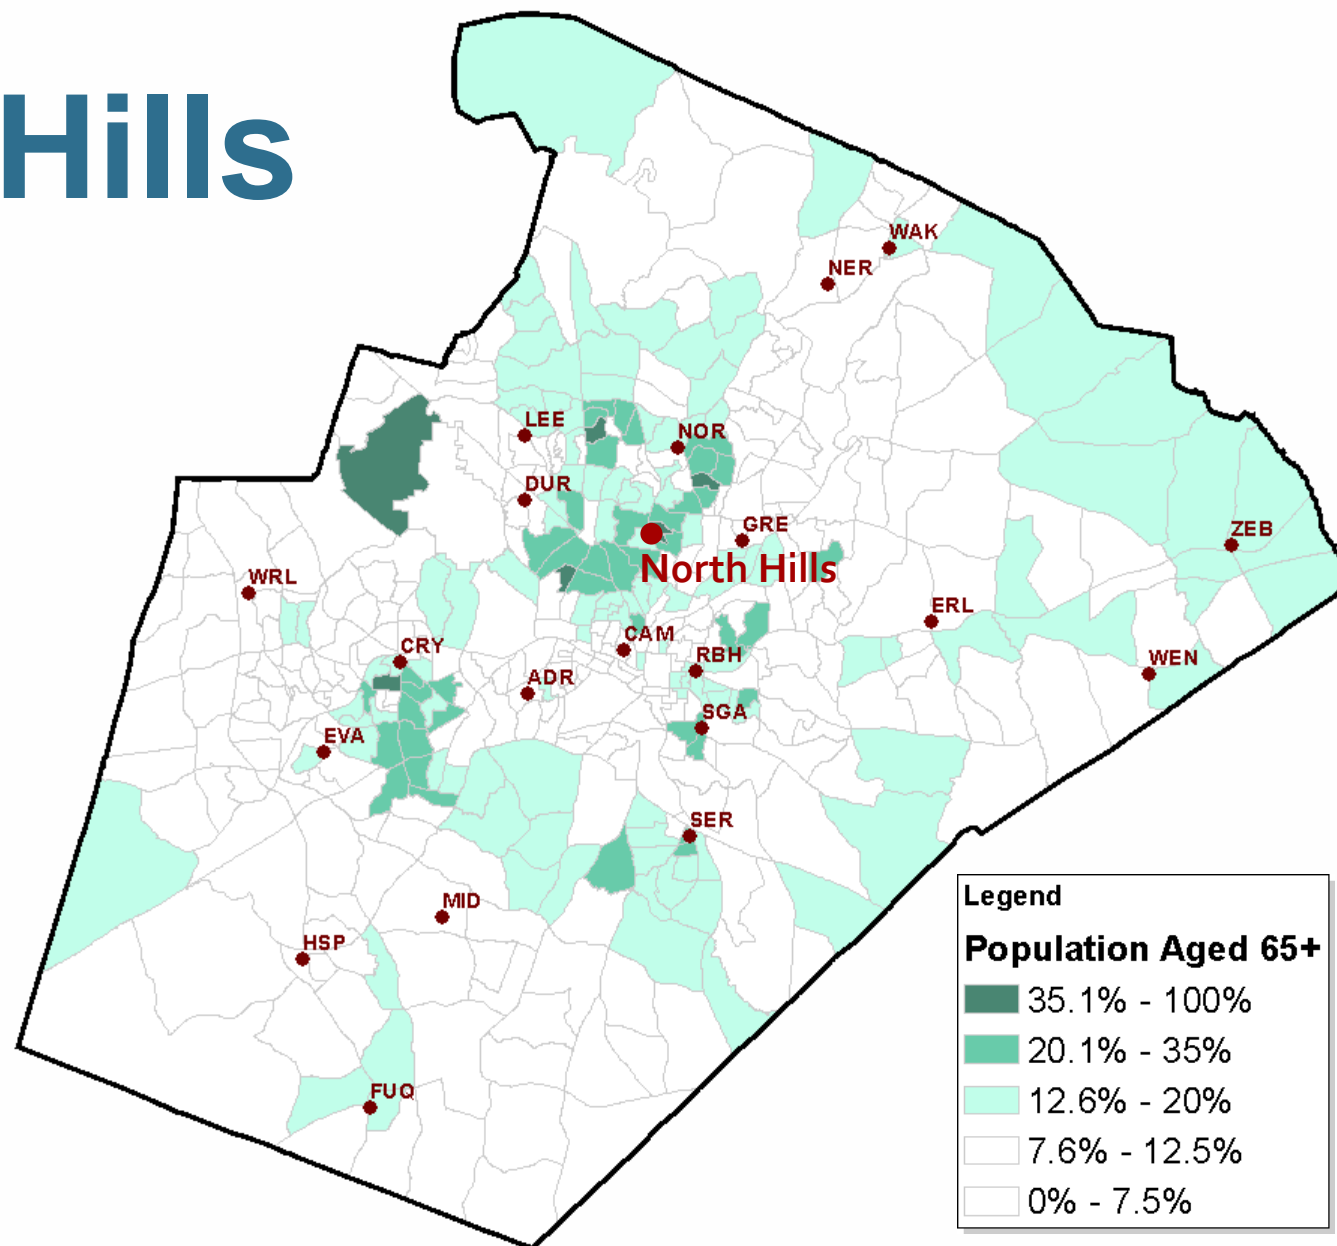 Hills
WAK
NER
LEE
NOR
DUR
GRE
ZEB
North Hills
WRL
ERL
CAM
CRY
RBH
WEN
ADR
SGA
EVA
SER
MID
HSP
FUQ
Legend
Population Aged 65+
35.1% - 100%
20.1% - 35%
12.6% - 20%
7.6% - 12.5%
0% - 7.5%